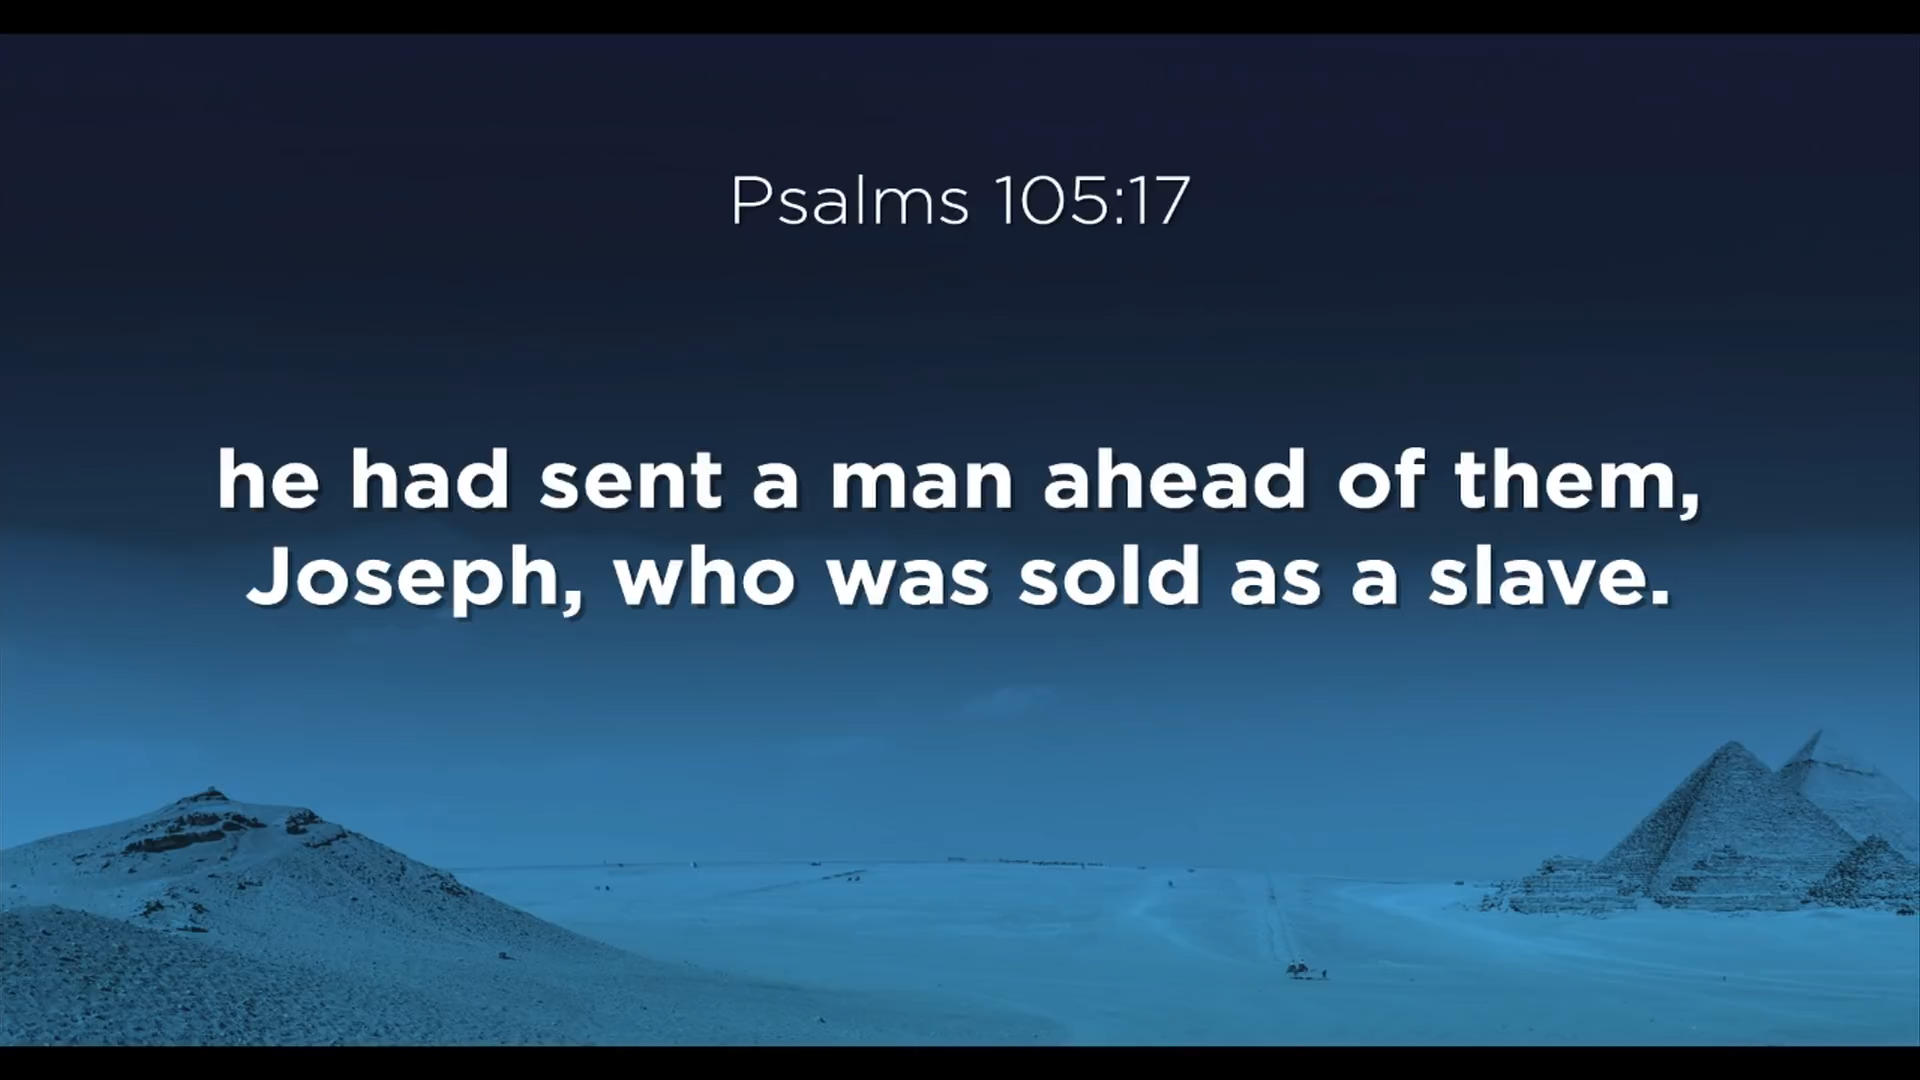 Psalms 105:17
he had sent a man ahead of them,
Joseph, who was sold as a slave.